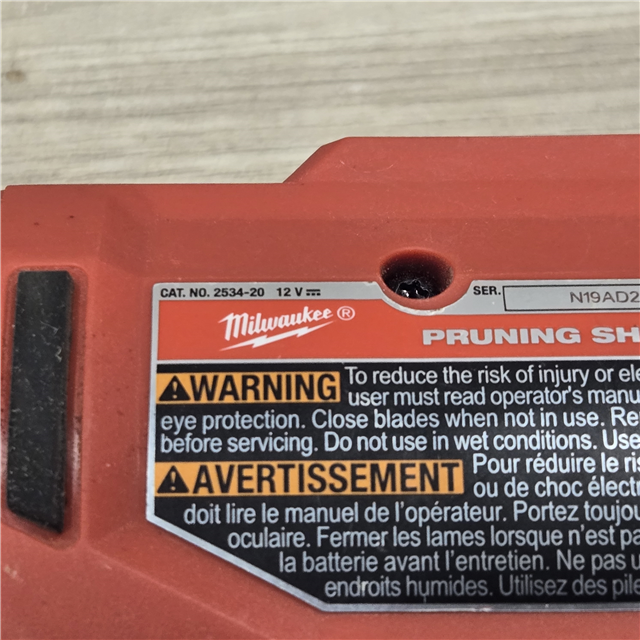 CAT. NO. 2534-20 12 V SER. N19AD2
Milwaukee®
PRUNING SH
WARNING To reduce the risk of injury or ele
user must read operator's manu
eye protection. Close blades when not in use. Re
before servicing. Do not use in wet conditions. Use
AVERTISSEMENT Pour réduire le ris
ou de choc électr
doit lire le manuel de l'opérateur. Portez toujou
oculaire. Fermer les lames lorsque n'est pa
la batterie avant l'entretien. Ne pas u
endroits humides. Utilisez des pile